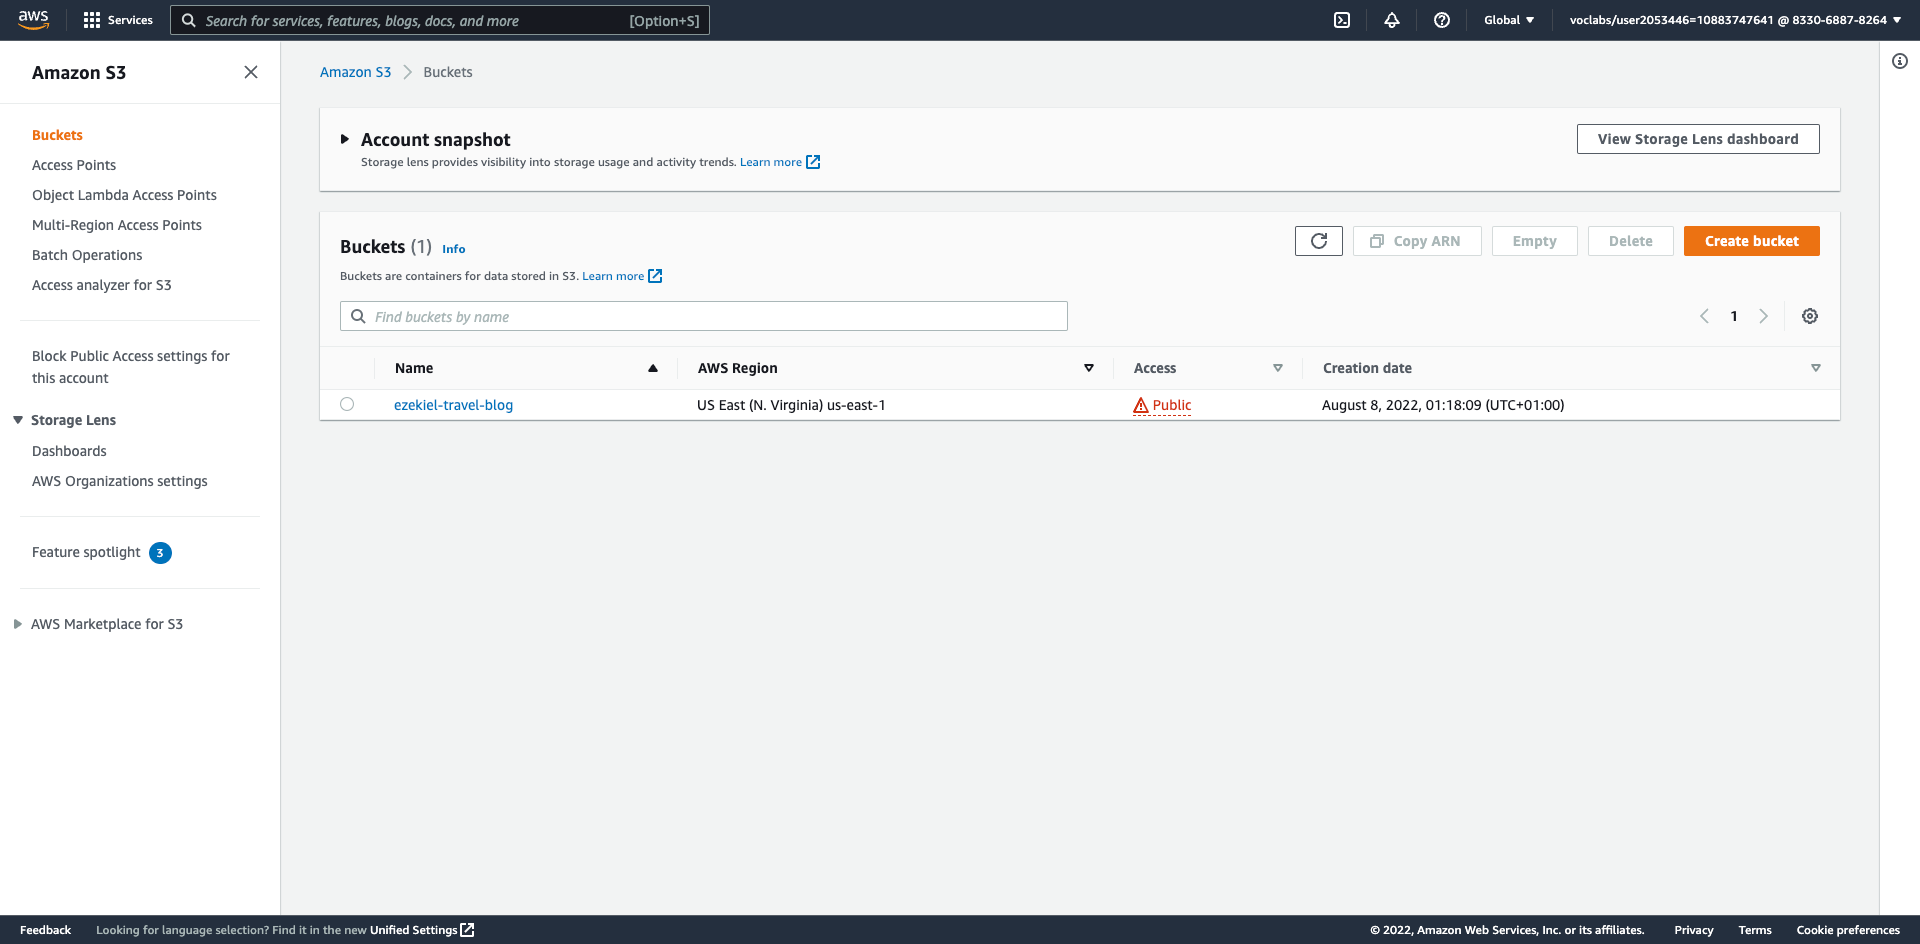 aws Services Search for services, features, blogs, docs, and more [Option+S] Global voclabs/user2053446=10883747641 @ 8330-6887-8264
Amazon S3
Buckets
Access Points
Object Lambda Access Points
Multi-Region Access Points
Batch Operations
Access analyzer for S3
Block Public Access settings for
this account
Storage Lens
Dashboards
AWS Organizations settings
Feature spotlight 3
AWS Marketplace for S3
Amazon S3 Buckets
Account snapshot
Storage lens provides visibility into storage usage and activity trends. Learn more
View Storage Lens dashboard
Buckets (1) Info
Copy ARN Empty Delete Create bucket
Buckets are containers for data stored in S3. Learn more
Find buckets by name
1
Name AWS Region Access Creation date
ezekiel-travel-blog US East (N. Virginia) us-east-1 Public August 8, 2022, 01:18:09 (UTC+01:00)
Feedback Looking for language selection? Find it in the new Unified Settings © 2022, Amazon Web Services, Inc. or its affiliates. Privacy Terms Cookie preferences